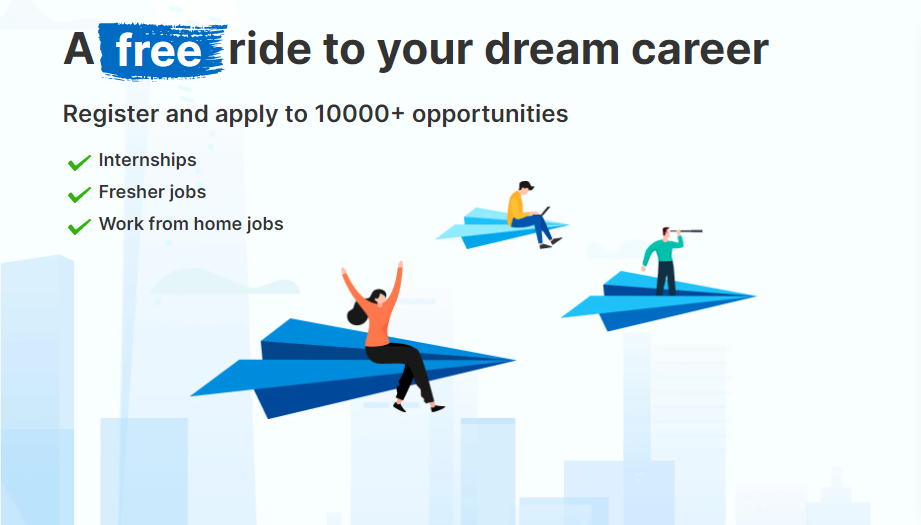 A free ride to your dream career
Register and apply to 10000+ opportunities
Internships
Fresher jobs
Work from home jobs